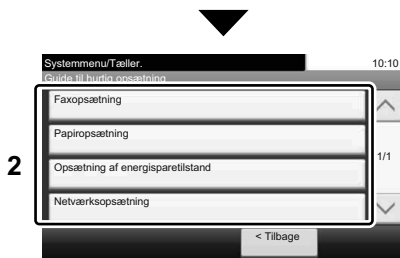 Systemmenu/Tæller. 10:10
Guide til hurtig opsætning
Faxopsætning
Papiropsætning
1/1
2
Opsætning af energisparetilstand
Netværksopsætning
< Tilbage